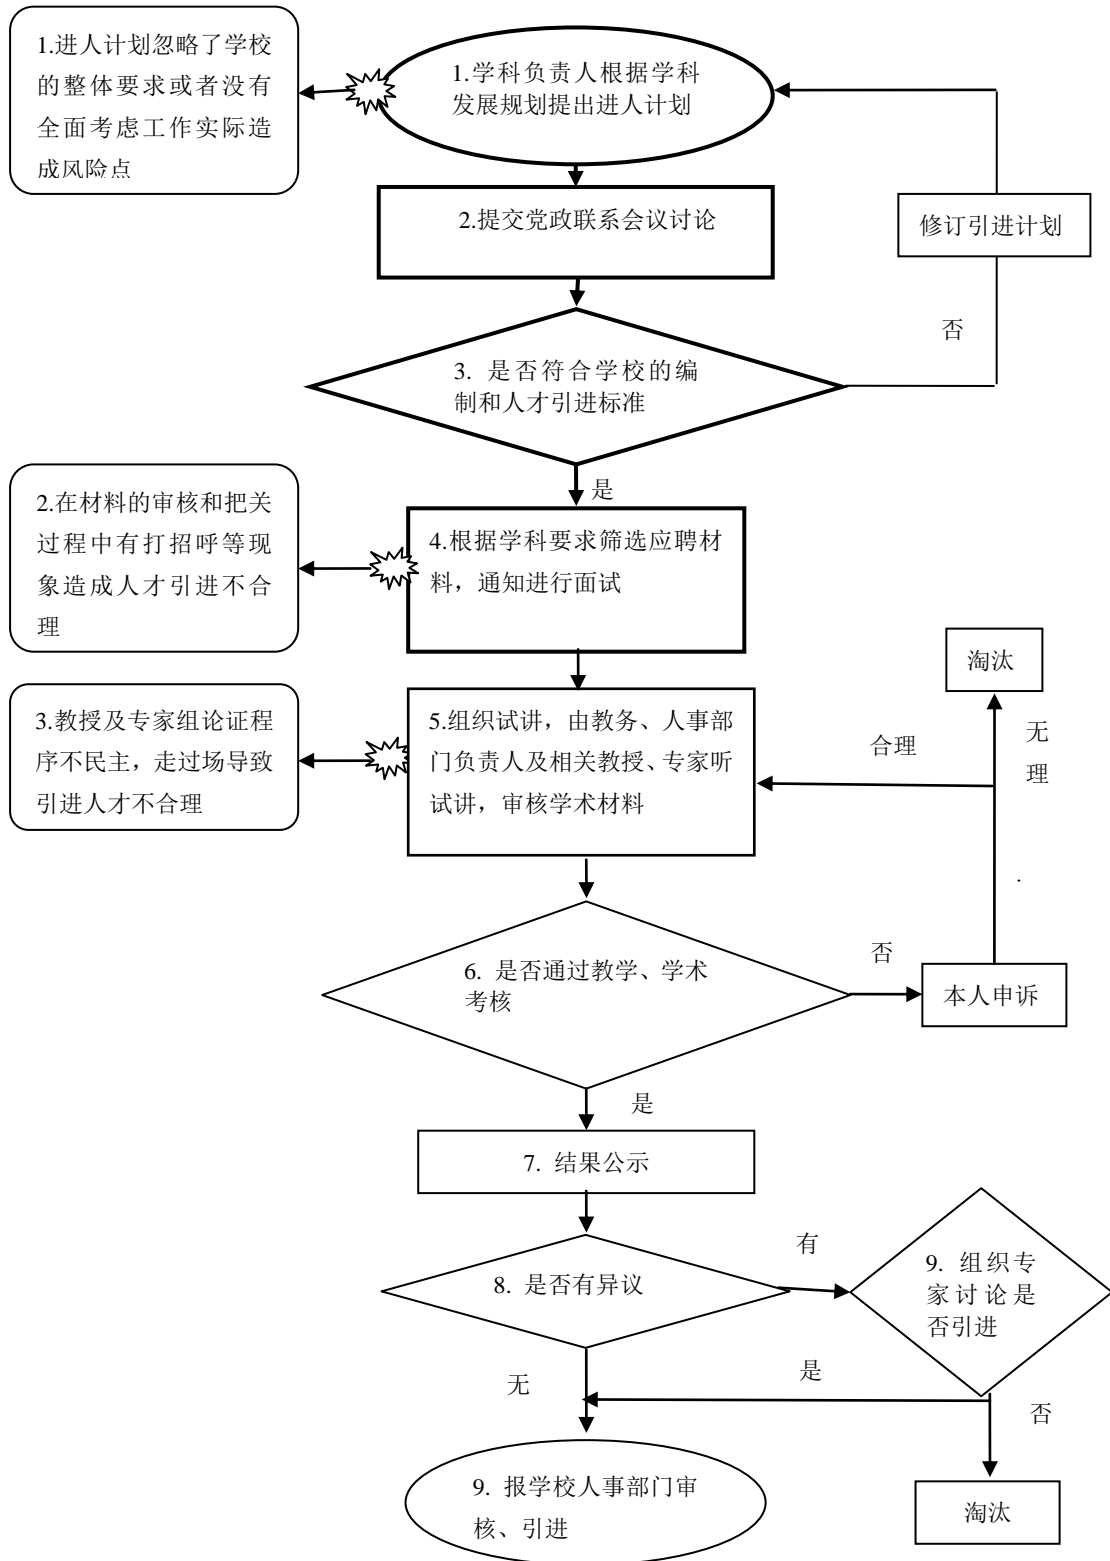 1.进人计划忽略了学校
的整体要求或者没有
全面考虑工作实际造
成风险点
1.学科负责人根据学科
发展规划提出进人计划
2.提交党政联系会议讨论
修订引进计划
否
3. 是否符合学校的编
制和人才引进标准
是
2.在材料的审核和把关
过程中有打招呼等现
象造成人才引进不合
理
4.根据学科要求筛选应聘材
料，通知进行面试
淘汰
3.教授及专家组论证程
序不民主，走过场导致
引进人才不合理
5.组织试讲，由教务、人事部
门负责人及相关教授、专家听
试讲，审核学术材料
合理
无
理
.
6. 是否通过教学、学术
考核
否
本人申诉
是
7. 结果公示
8. 是否有异议
有
9. 组织专
家讨论是
否引进
无
是
否
9. 报学校人事部门审
核、引进
淘汰